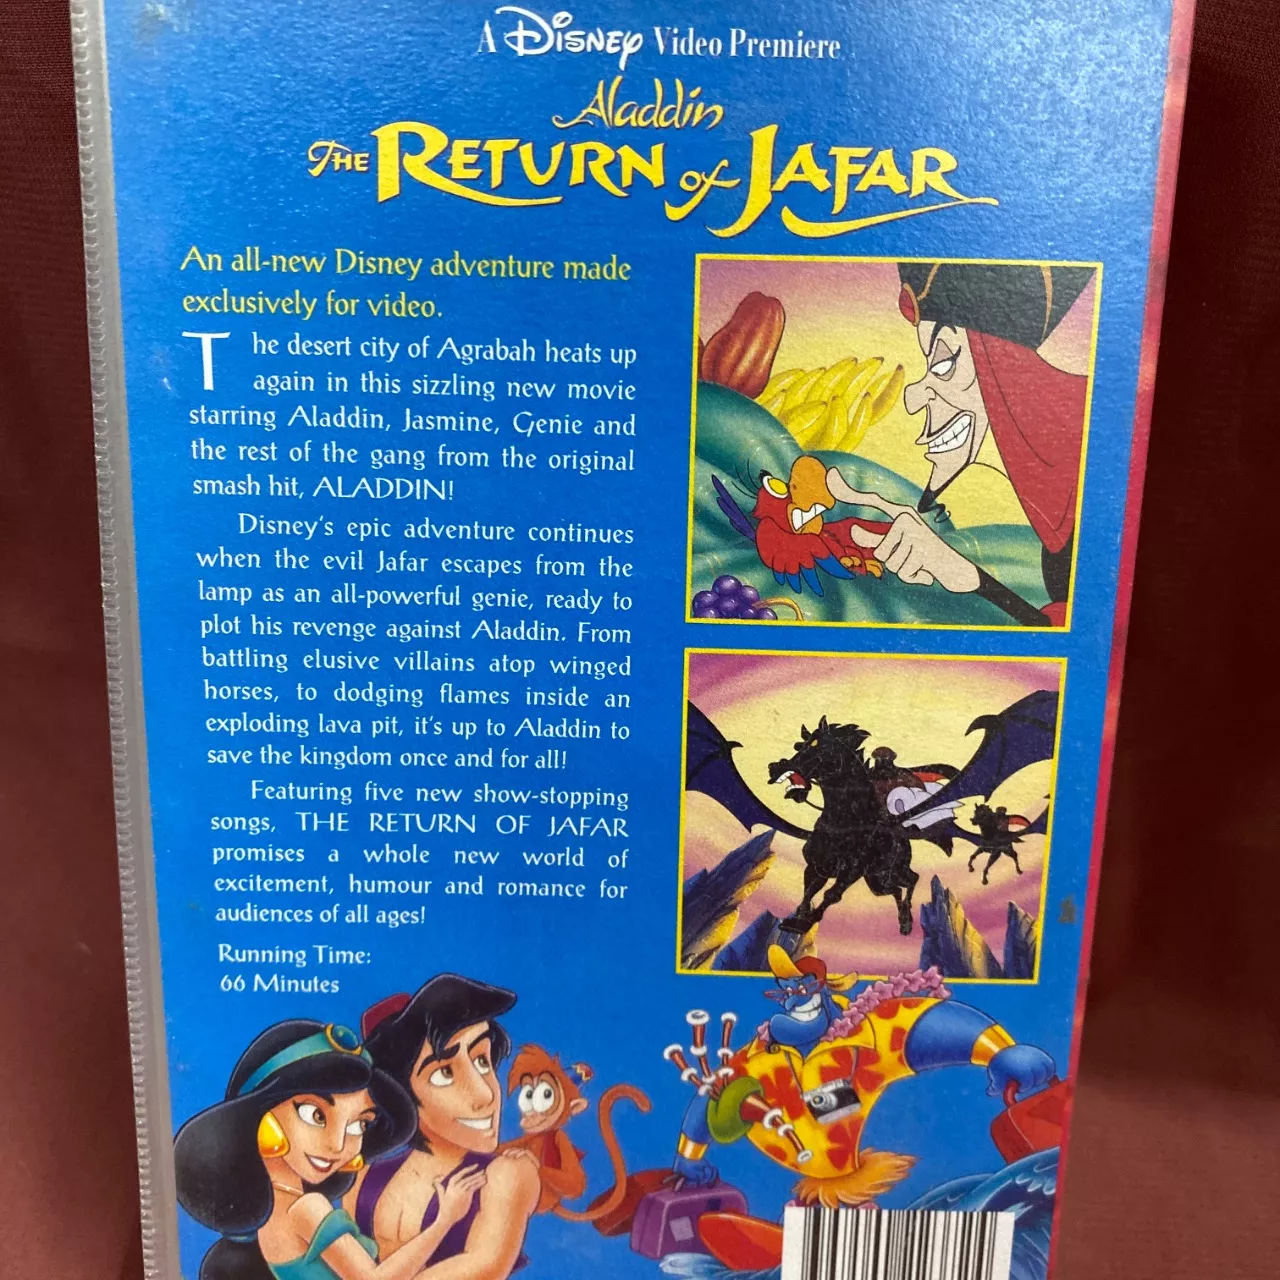 A Disney Video Premiere
Aladdin
THE RETURN of JAFAR
An all-new Disney adventure made
exclusively for video.
The desert city of Agrabah heats up
again in this sizzling new movie
starring Aladdin, Jasmine, Genie and
the rest of the gang from the original
smash hit, ALADDIN!
Disney's epic adventure continues
when the evil Jafar escapes from the
lamp as an all-powerful genie, ready to
plot his revenge against Aladdin. From
battling elusive villains atop winged
horses, to dodging flames inside an
exploding lava pit, it's up to Aladdin to
save the kingdom once and for all!
Featuring five new show-stopping
songs, THE RETURN OF JAFAR
promises a whole new world of
excitement, humour and romance for
audiences of all ages!
Running Time:
66 Minutes